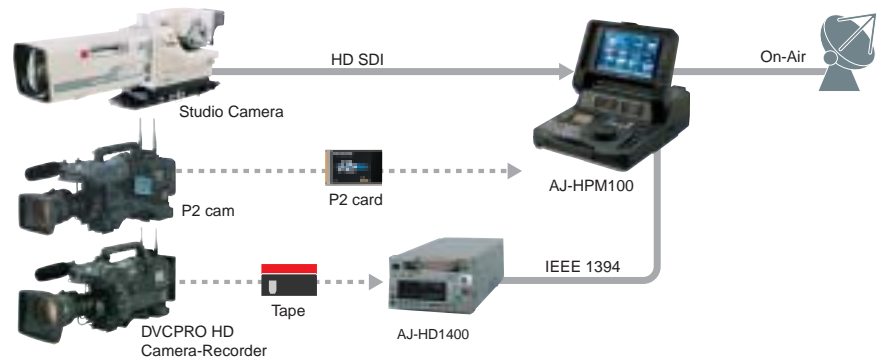 HD SDI
On-Air
Studio Camera
AJ-HPM100
P2 card
P2 cam
IEEE 1394
Tape
DVCPRO HD
Camera-Recorder
AJ-HD1400